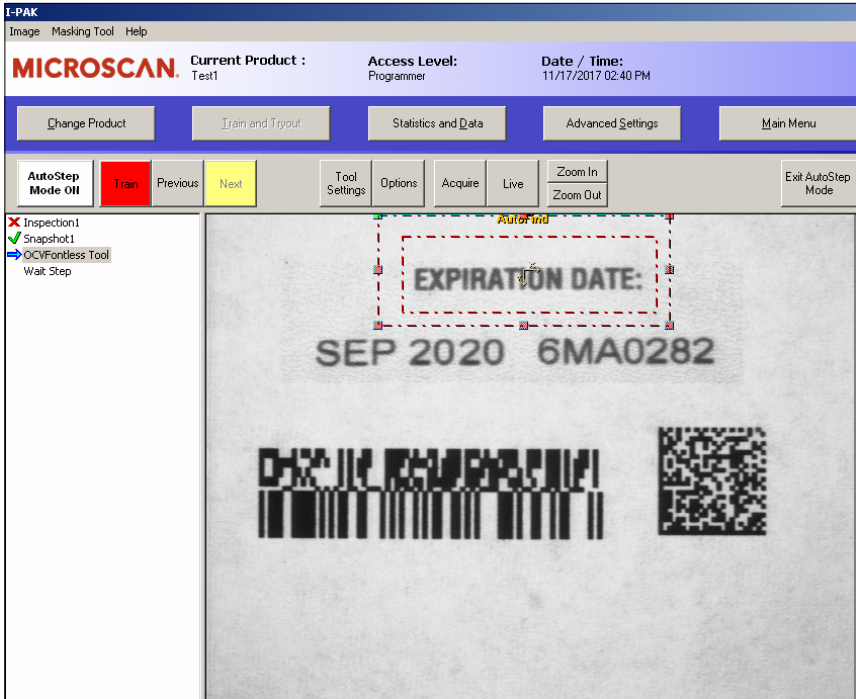 I-PAK
Image Masking Tool Help
MICROSCAN. Current Product : Access Level: Date / Time:
Test1 Programmer 11/17/2017 02:40 PM
Change Product Train and Tryout Statistics and Data Advanced Settings Main Menu
AutoStep Mode ON Train Previous Next Tool Settings Options Acquire Live Zoom In Zoom Out Exit AutoStep Mode
Inspection1
Snapshot1
OCVFontless Tool
Wait Step
AutoFind
EXPIRATION DATE:
SEP 2020 6MA0282